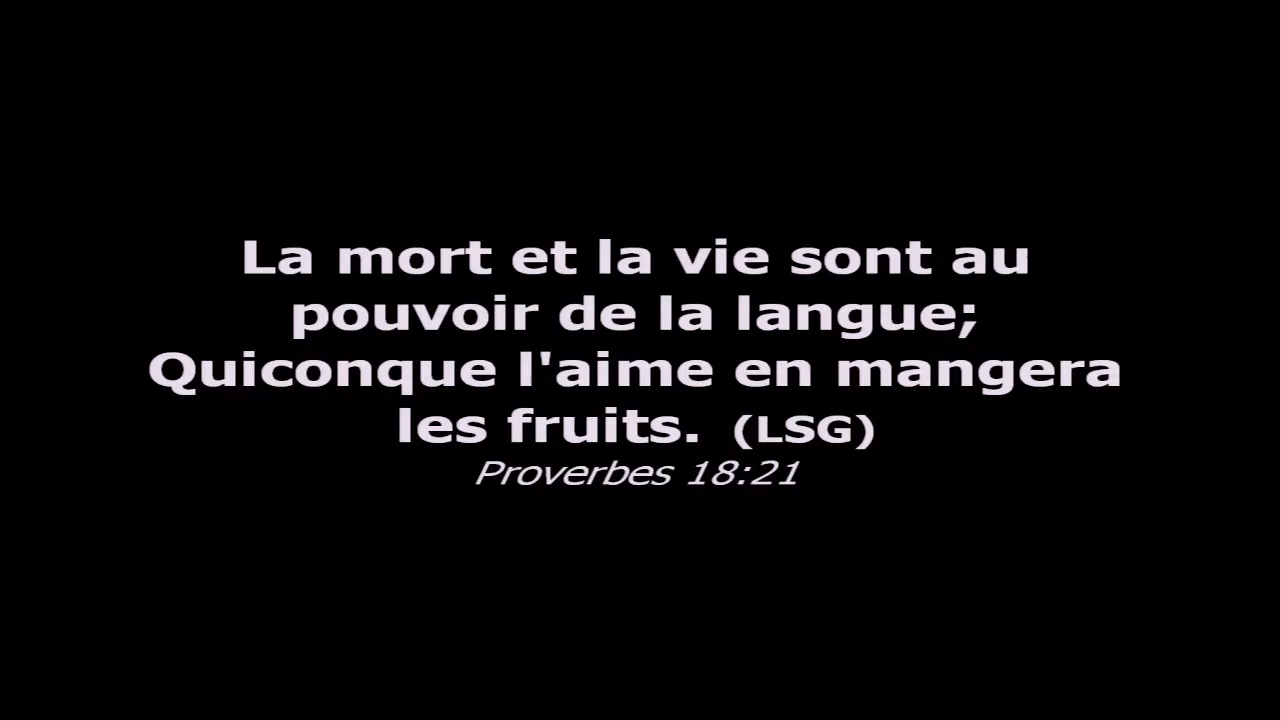 La mort et la vie sont au
pouvoir de la langue;
Quiconque l'aime en mangera
les fruits. (LSG)
Proverbes 18:21